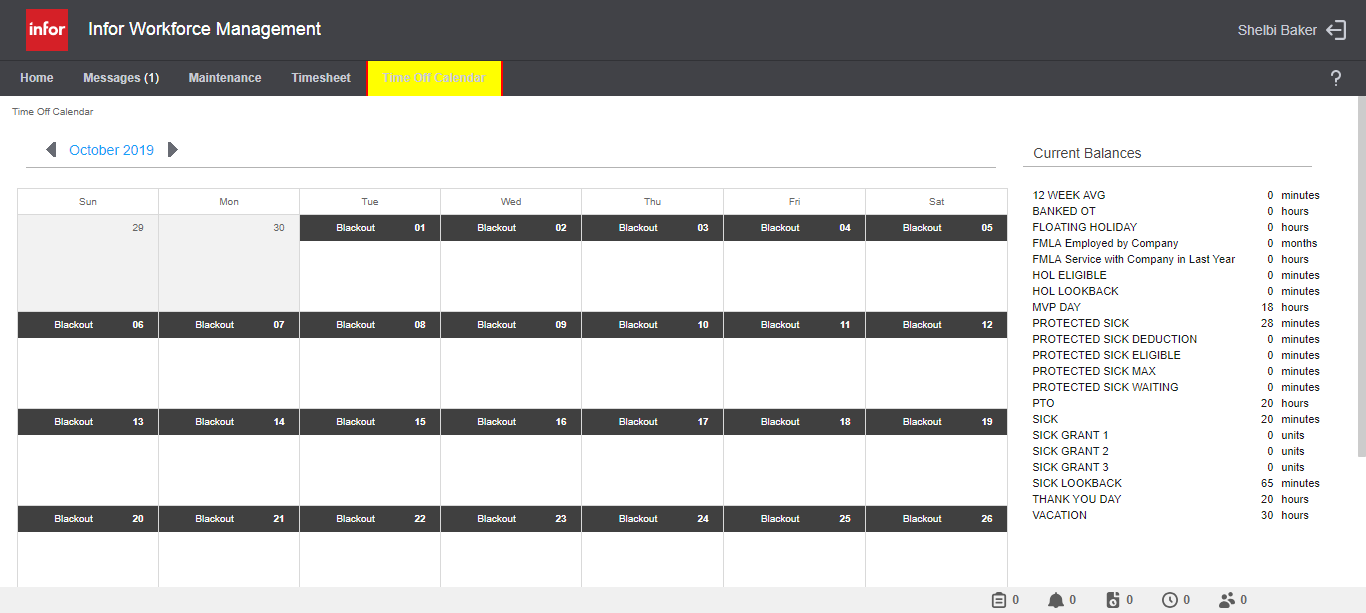 infor
Infor Workforce Management
Shelbi Baker
Home Messages (1) Maintenance Timesheet Time Off Calendar ?
Time Off Calendar
October 2019
Sun Mon Tue Wed Thu Fri Sat
29 30 Blackout 01 Blackout 02 Blackout 03 Blackout 04 Blackout 05
Blackout 06 Blackout 07 Blackout 08 Blackout 09 Blackout 10 Blackout 11 Blackout 12
Blackout 13 Blackout 14 Blackout 15 Blackout 16 Blackout 17 Blackout 18 Blackout 19
Blackout 20 Blackout 21 Blackout 22 Blackout 23 Blackout 24 Blackout 25 Blackout 26
Current Balances
12 WEEK AVG 0 minutes
BANKED OT 0 hours
FLOATING HOLIDAY 0 hours
FMLA Employed by Company 0 months
FMLA Service with Company in Last Year 0 hours
HOL ELIGIBLE 0 minutes
HOL LOOKBACK 0 minutes
MVP DAY 18 hours
PROTECTED SICK 28 minutes
PROTECTED SICK DEDUCTION 0 minutes
PROTECTED SICK ELIGIBLE 0 minutes
PROTECTED SICK MAX 0 minutes
PROTECTED SICK WAITING 0 minutes
PTO 20 hours
SICK 20 minutes
SICK GRANT 1 0 units
SICK GRANT 2 0 units
SICK GRANT 3 0 units
SICK LOOKBACK 65 minutes
THANK YOU DAY 20 hours
VACATION 30 hours
0 0 0 0 0